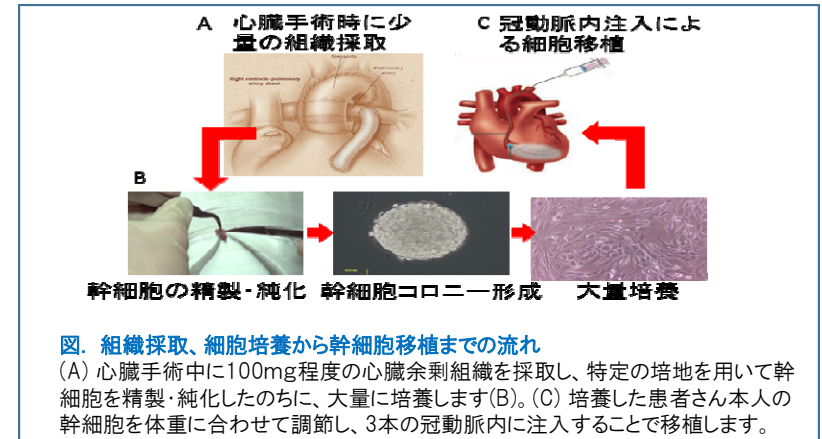 A 心臓手術時に少
量の組織採取
C 冠動脈内注入によ
る細胞移植
Right ventricle-pulmonary
artery shunt
Pulmonary
artery
B
幹細胞の精製・純化 幹細胞コロニー形成 大量培養
図. 組織採取、細胞培養から幹細胞移植までの流れ
(A) 心臓手術中に100mg程度の心臓余剰組織を採取し、特定の培地を用いて幹
細胞を精製・純化したのちに、大量に培養します(B)。(C) 培養した患者さん本人の
幹細胞を体重に合わせて調節し、3本の冠動脈内に注入することで移植します。